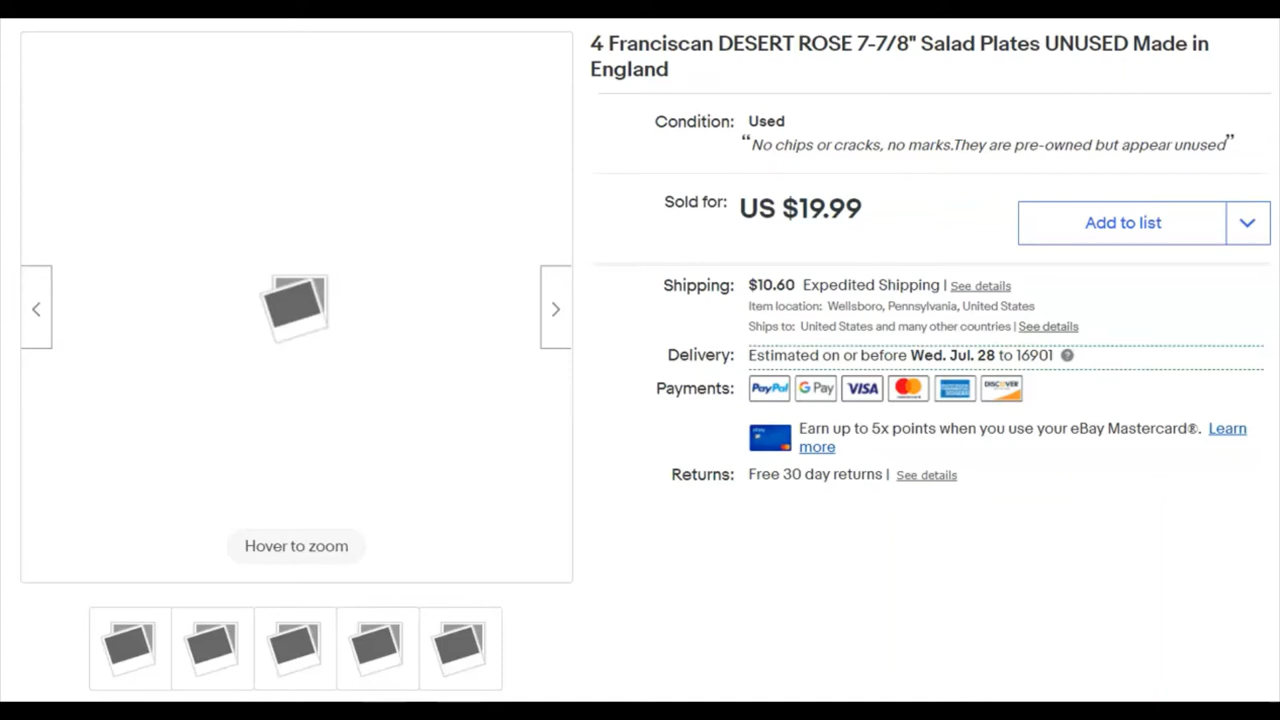 4 Franciscan DESERT ROSE 7-7/8" Salad Plates UNUSED Made in
England
Condition: Used
“No chips or cracks, no marks.They are pre-owned but appear unused”
Sold for: US $19.99
Add to list
Shipping: $10.60 Expedited Shipping | See details
Item location: Wellsboro, Pennsylvania, United States
Ships to: United States and many other countries | See details
Delivery: Estimated on or before Wed. Jul. 28 to 16901 ?
Payments: PayPal G Pay VISA DISCOVER
Earn up to 5x points when you use your eBay Mastercard®. Learn
more
Returns: Free 30 day returns | See details
Hover to zoom